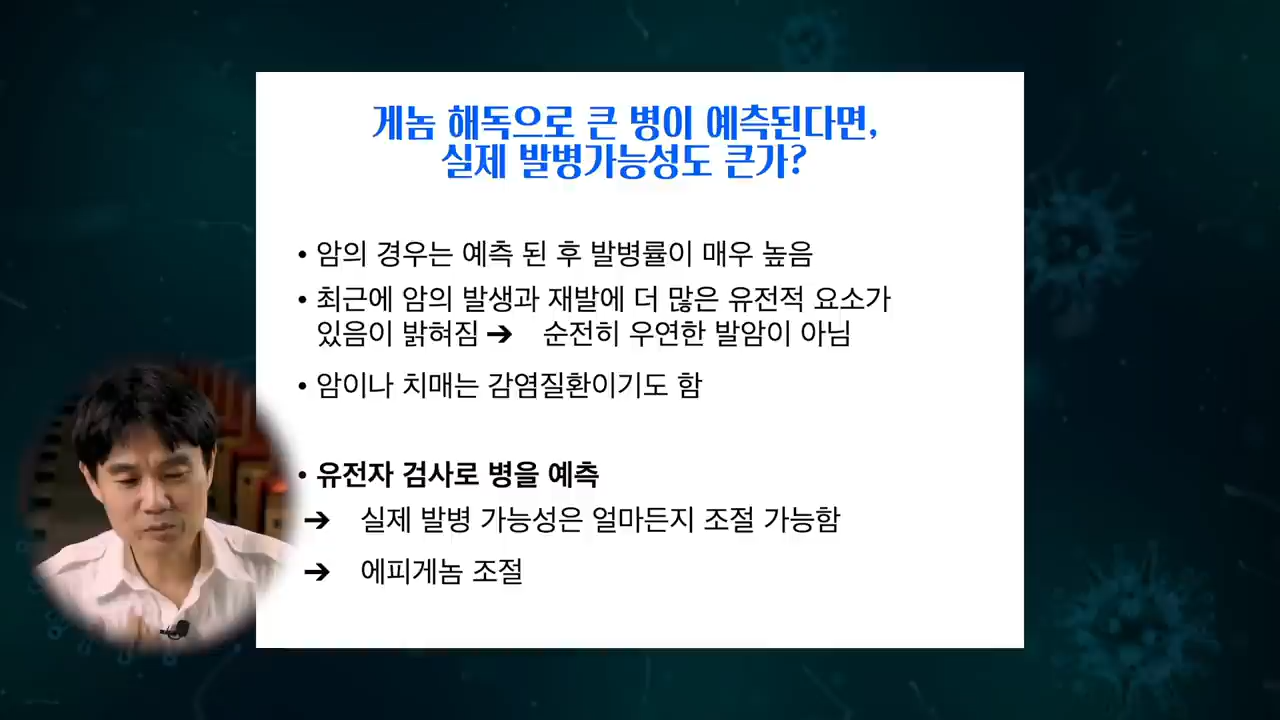 게놈 해독으로 큰 병이 예측된다면,
실제 발병가능성도 큰가?
• 암의 경우는 예측 된 후 발병률이 매우 높음
• 최근에 암의 발생과 재발에 더 많은 유전적 요소가
있음이 밝혀짐 ➔ 순전히 우연한 발암이 아님
• 암이나 치매는 감염질환이기도 함
• 유전자 검사로 병을 예측
➔ 실제 발병 가능성은 얼마든지 조절 가능함
➔ 에피게놈 조절